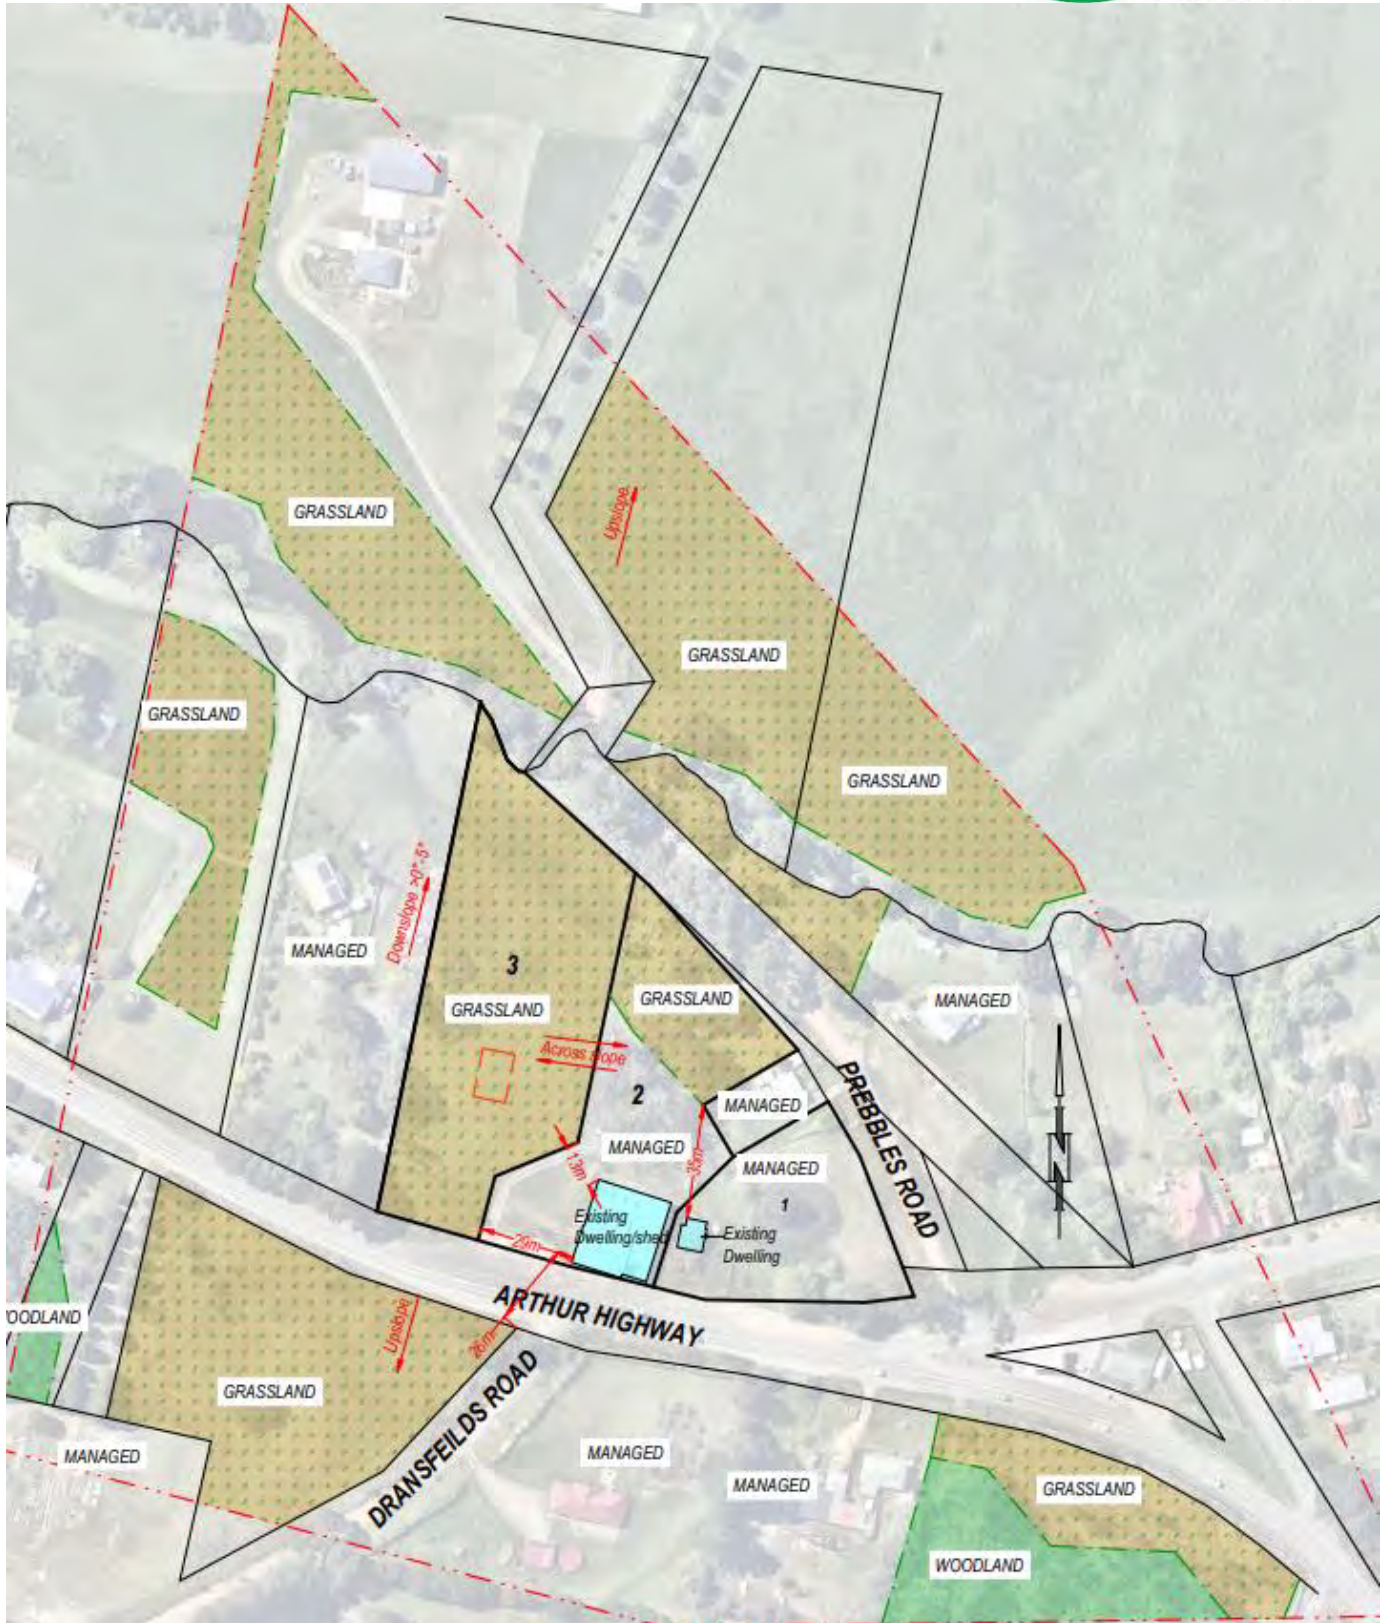 GRASSLAND
Upslope
GRASSLAND
GRASSLAND
GRASSLAND
Downslope >0°-5°
MANAGED
3
GRASSLAND
GRASSLAND
MANAGED
Across slope
2
MANAGED
PREBBLES ROAD
N
13m
MANAGED
35m
MANAGED
1
Existing
Dwelling/shed
Existing
Dwelling
29m
ARTHUR HIGHWAY
Upslope
26m
OODLAND
GRASSLAND
DRANSFEILDS ROAD
MANAGED
MANAGED
MANAGED
GRASSLAND
WOODLAND